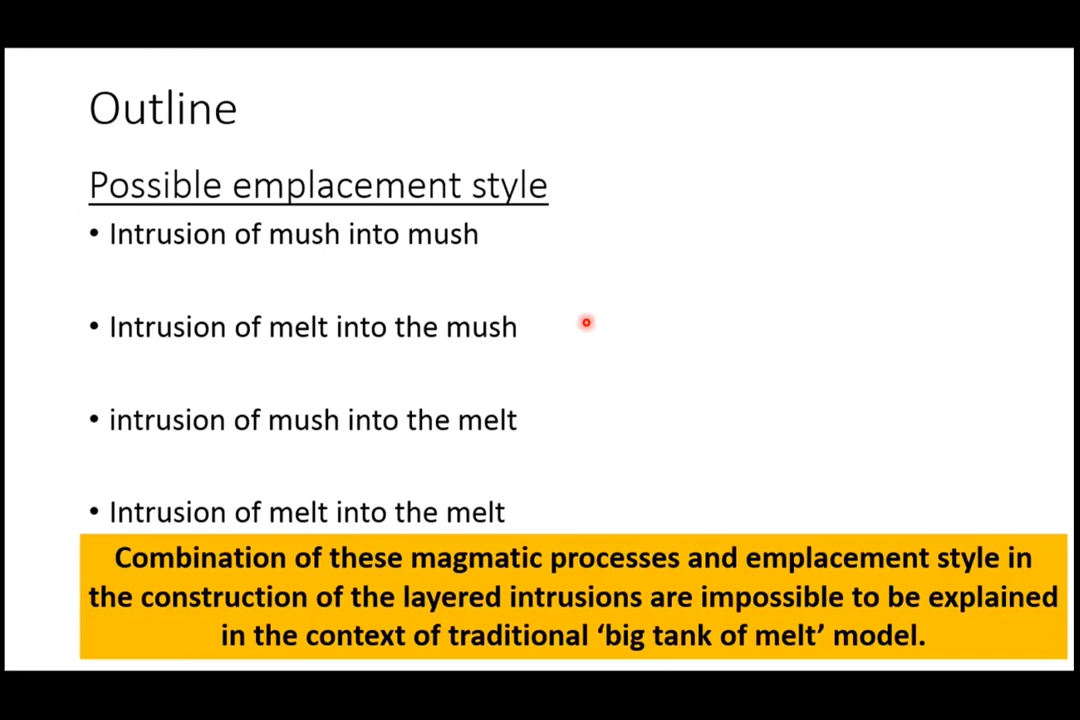 Outline
Possible emplacement style
• Intrusion of mush into mush
• Intrusion of melt into the mush
• intrusion of mush into the melt
• Intrusion of melt into the melt
Combination of these magmatic processes and emplacement style in
the construction of the layered intrusions are impossible to be explained
in the context of traditional ‘big tank of melt’ model.